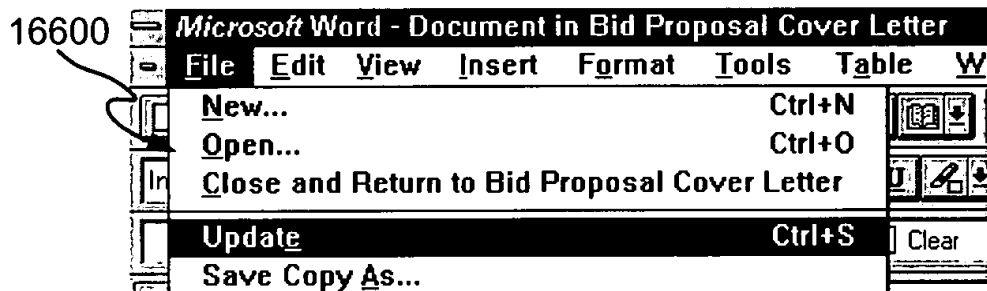 16600
Microsoft Word - Document in Bid Proposal Cover Letter
File Edit View Insert Format Tools Table W
New... Ctrl+N
Open... Ctrl+O
In
Close and Return to Bid Proposal Cover Letter U
Update Ctrl+S Clear
Save Copy As...